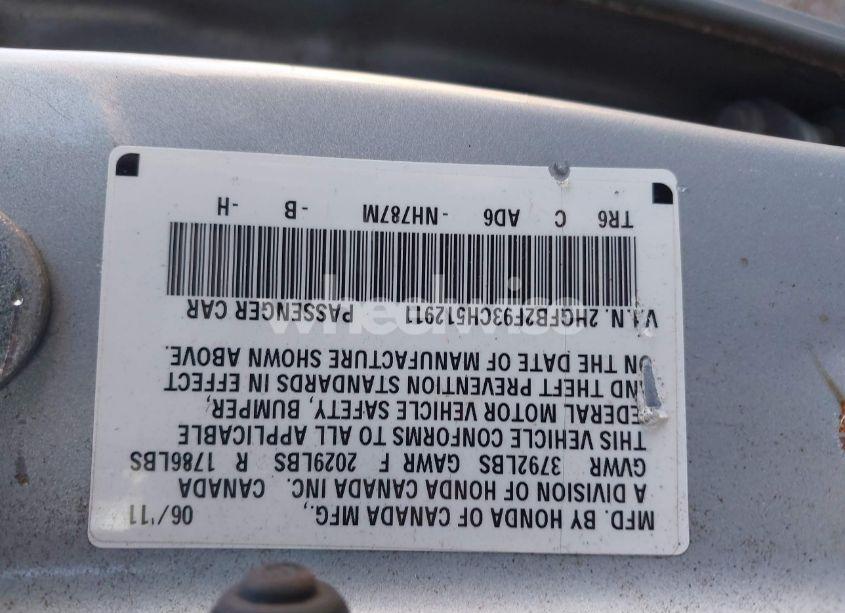 MFD. BY HONDA OF CANADA MFG., 06/'11
A DIVISION OF HONDA CANADA INC. CANADA
GVWR 3792LBS GAWR F 2029LBS R 1786LBS
THIS VEHICLE CONFORMS TO ALL APPLICABLE
FEDERAL MOTOR VEHICLE SAFETY, BUMPER,
AND THEFT PREVENTION STANDARDS IN EFFECT
ON THE DATE OF MANUFACTURE SHOWN ABOVE.
V.I.N. 2HGFB2F93CH512911 PASSENGER CAR
TR6 C AD6 -NH787M -B -H
wheelwise